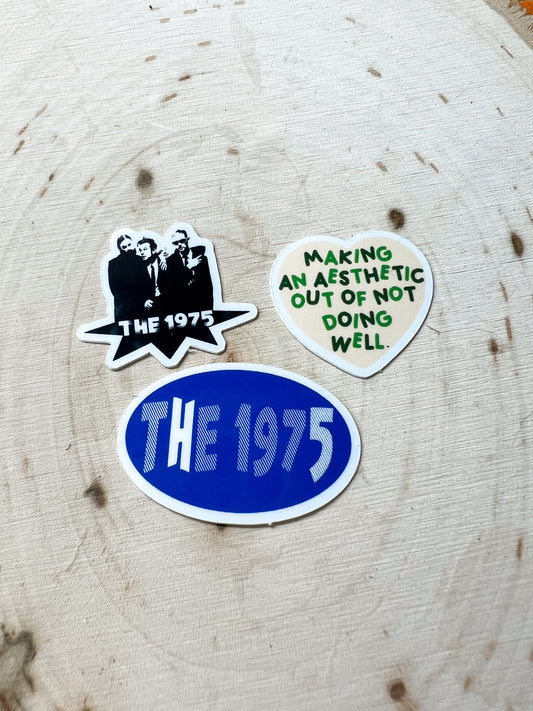 THE 1975
MAKING
AN AESTHETIC
OUT OF NOT
DOING
WELL.
THE 1975